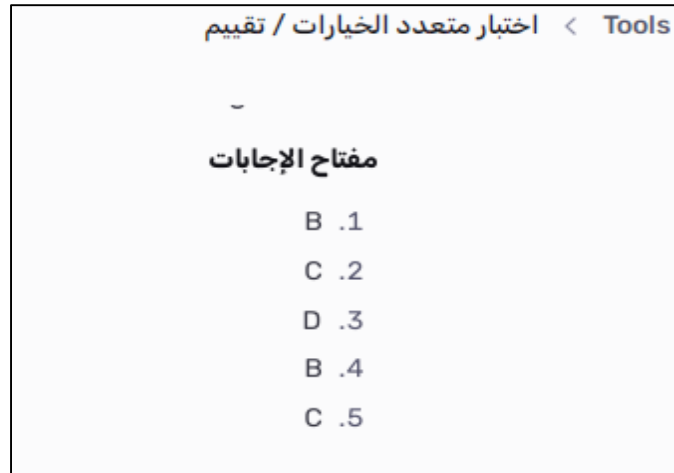 Tools > اختبار متعدد الخيارات / تقييم
مفتاح الإجابات
1. B
2. C
3. D
4. B
5. C